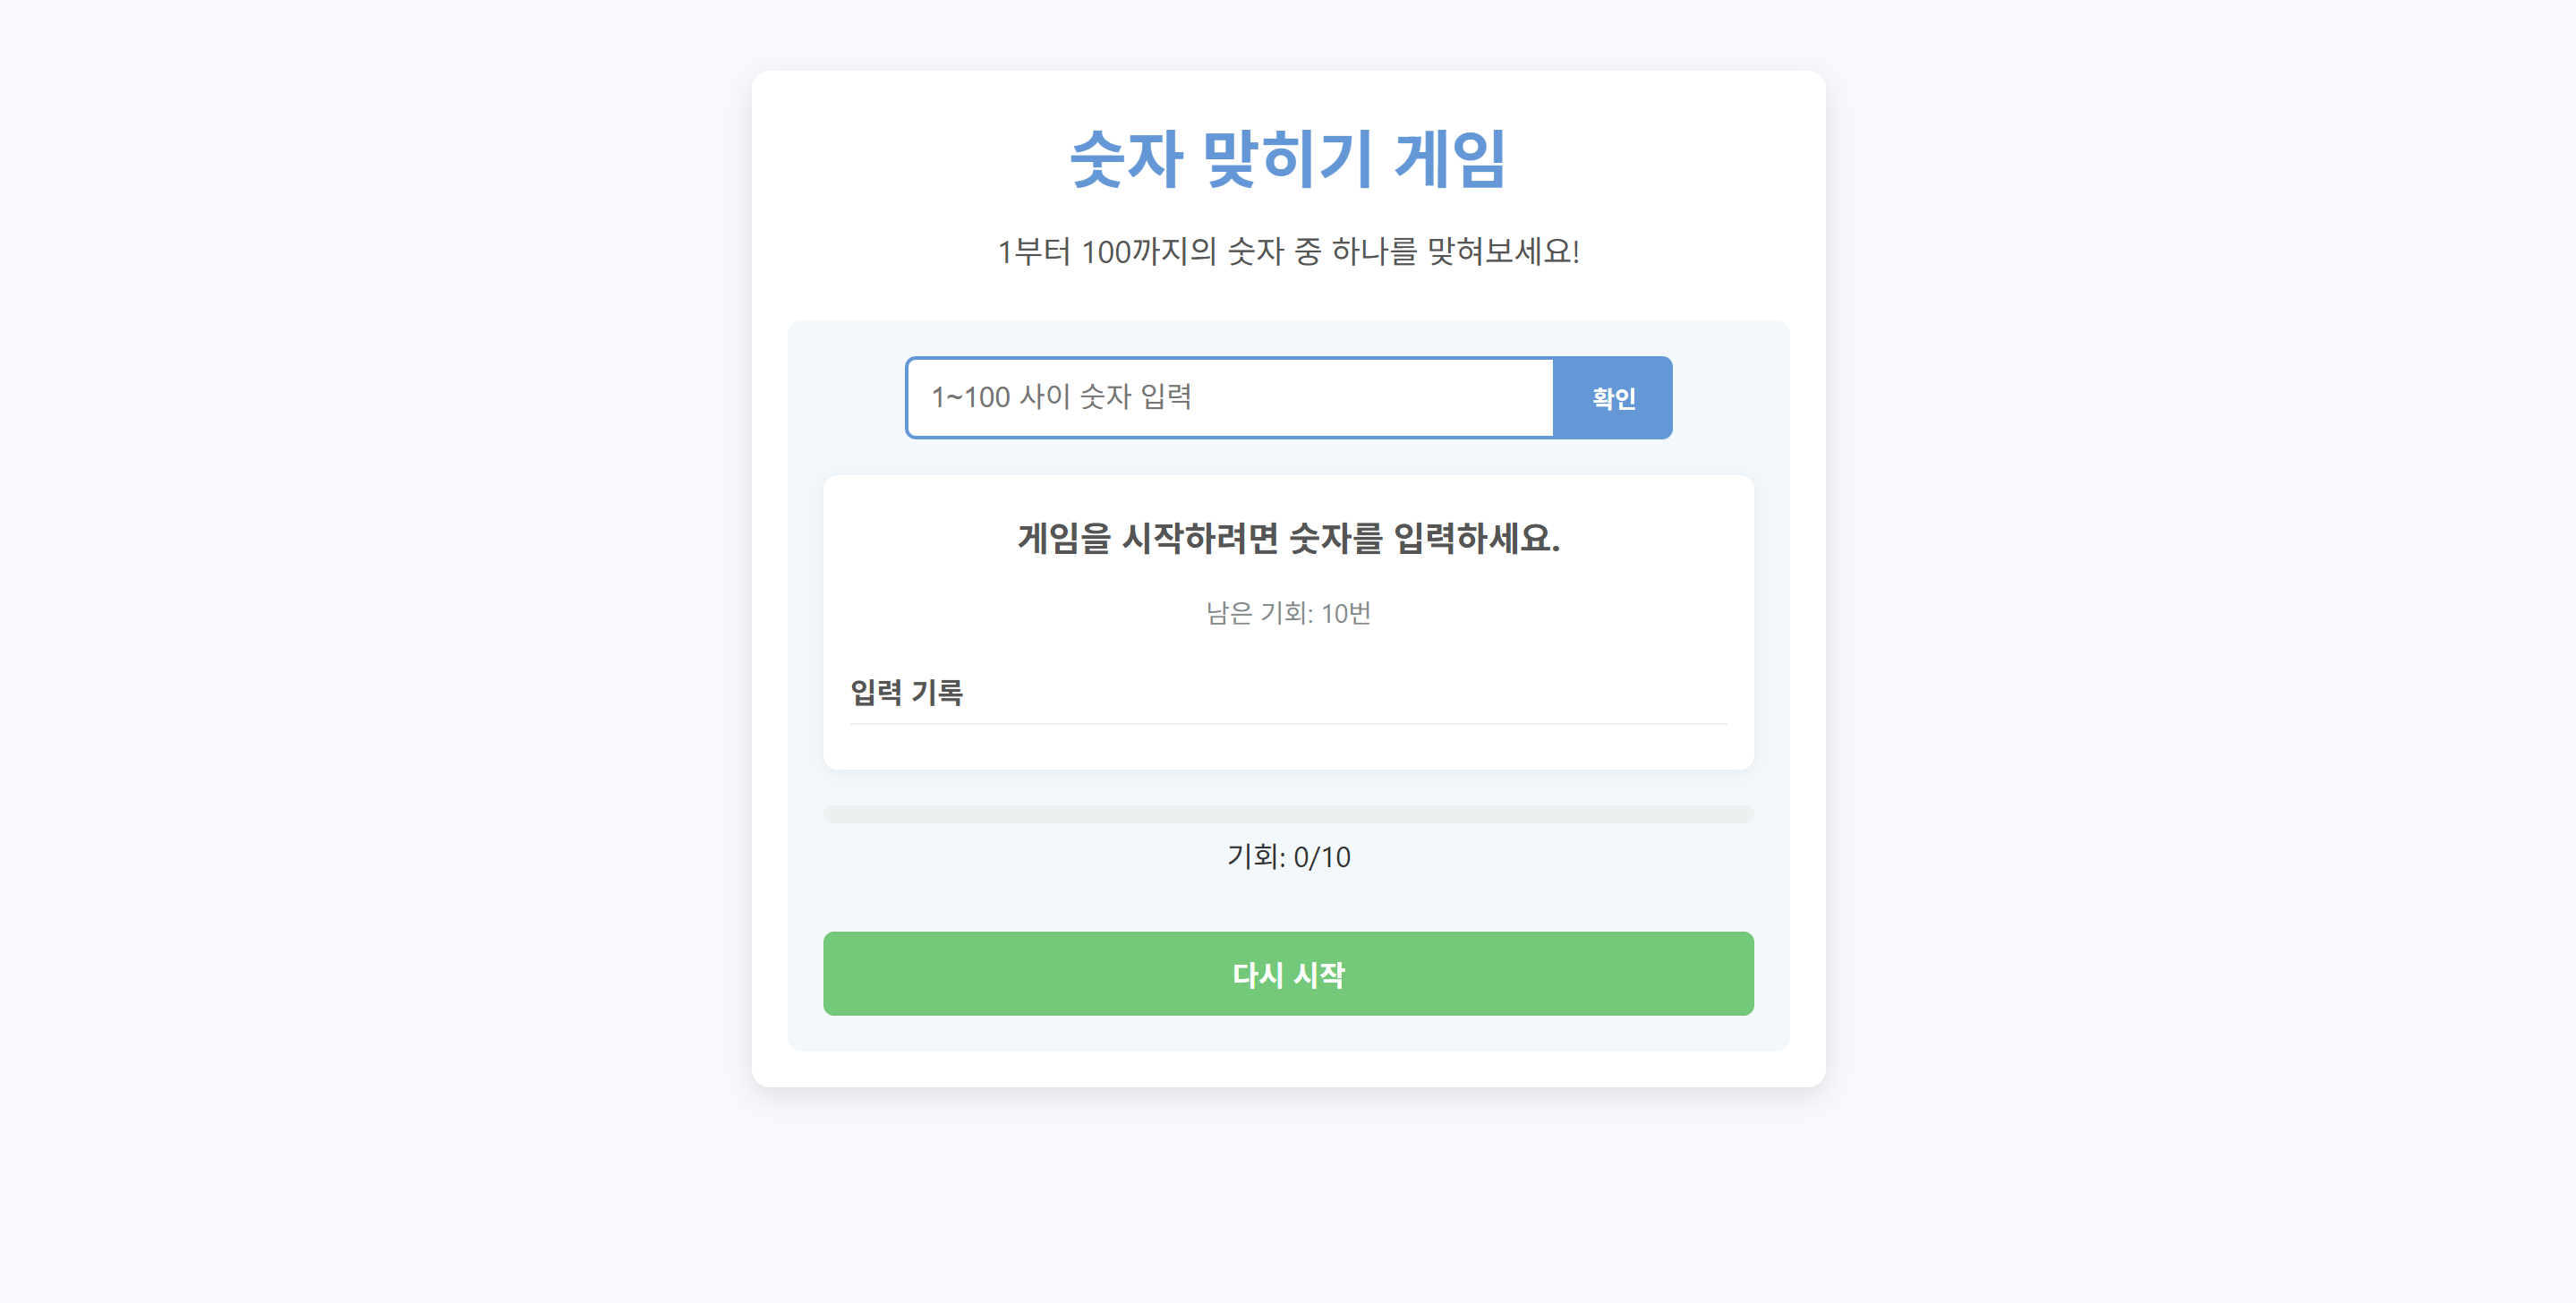 숫자 맞히기 게임
1부터 100까지의 숫자 중 하나를 맞혀보세요!
1~100 사이 숫자 입력
확인
게임을 시작하려면 숫자를 입력하세요.
남은 기회: 10번
입력 기록
기회: 0/10
다시 시작